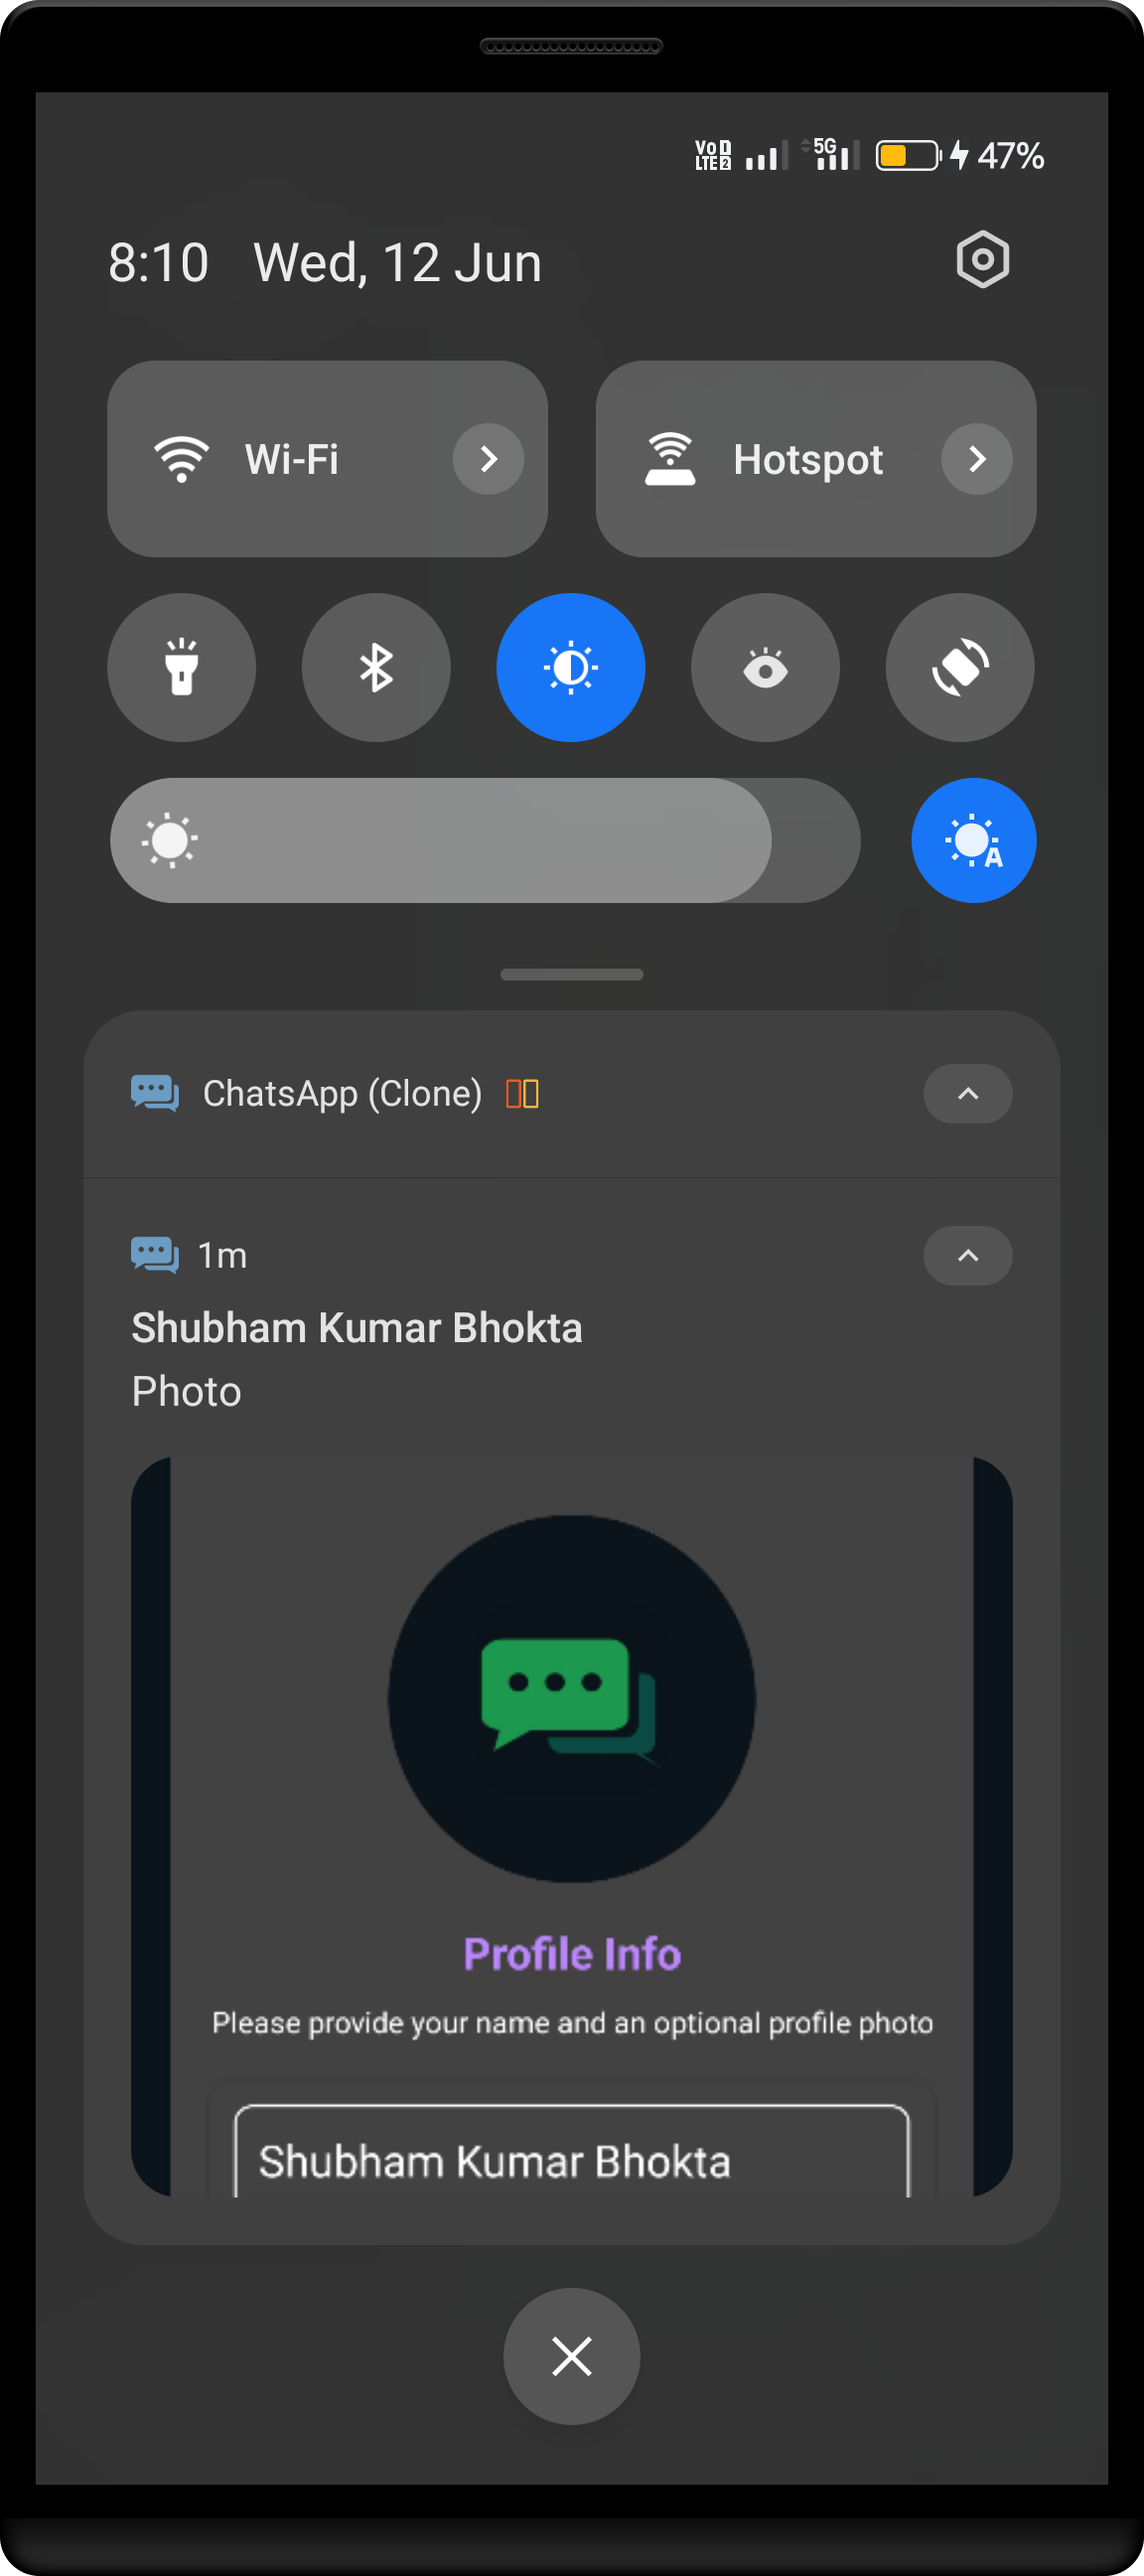 VoD LTE 2 5G 47%
8:10 Wed, 12 Jun
Wi-Fi Hotspot
A
ChatsApp (Clone)
1m
Shubham Kumar Bhokta
Photo
Profile Info
Please provide your name and an optional profile photo
Shubham Kumar Bhokta